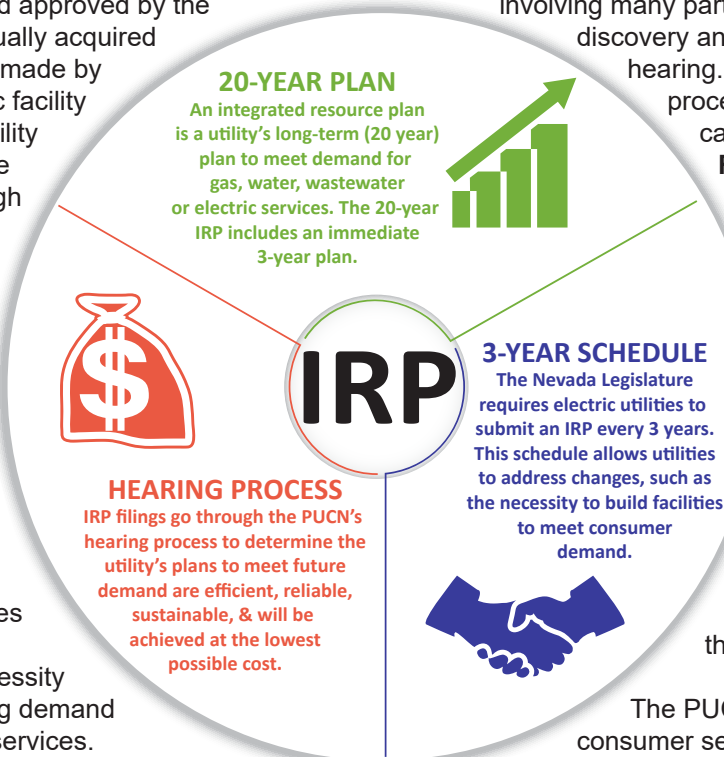 d approved by the
ually acquired
made by
c facility
ility
e
gh
es
essity
g demand
services.
involving many part
discovery an
hearing.
proce
ca
th
The PUC
consumer se
20-YEAR PLAN
An integrated resource plan
is a utility's long-term (20 year)
plan to meet demand for
gas, water, wastewater
or electric services. The 20-year
IRP includes an immediate
3-year plan.
$
IRP
3-YEAR SCHEDULE
The Nevada Legislature
requires electric utilities to
submit an IRP every 3 years.
This schedule allows utilities
to address changes, such as
the necessity to build facilities
to meet consumer
demand.
HEARING PROCESS
IRP filings go through the PUCN's
hearing process to determine the
utility's plans to meet future
demand are efficient, reliable,
sustainable, & will be
achieved at the lowest
possible cost.